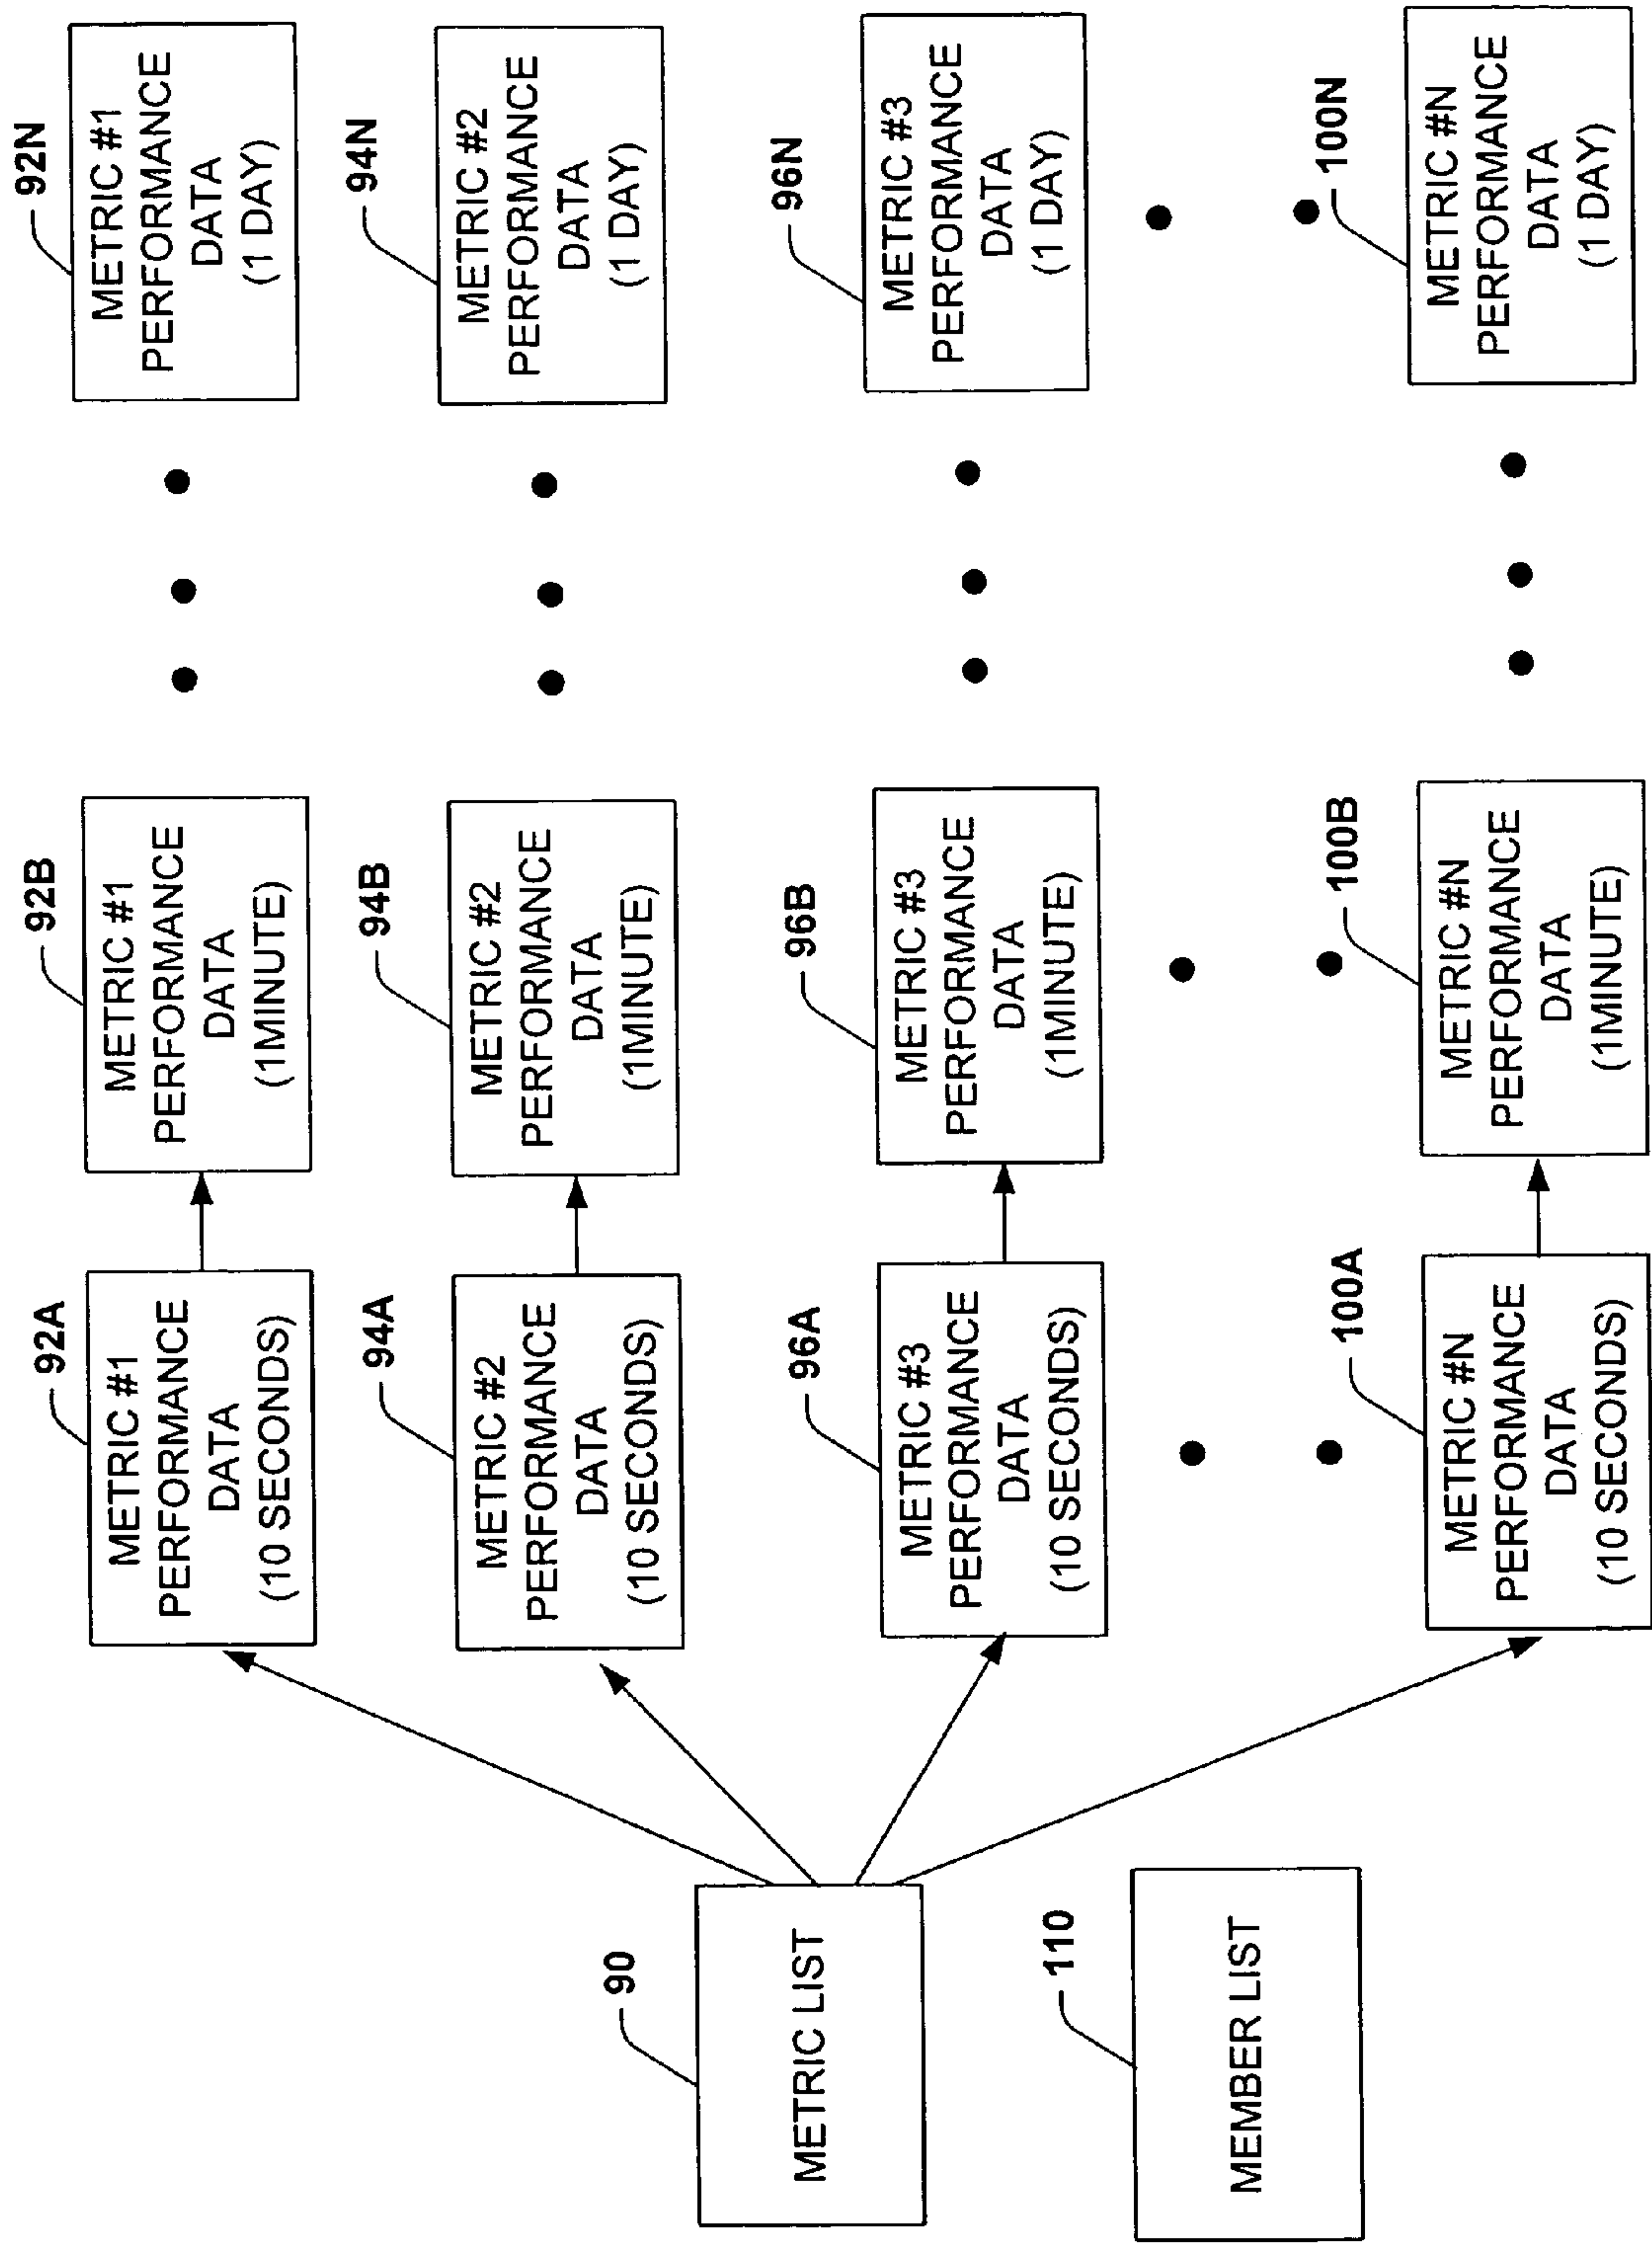 92A
METRIC #1
PERFORMANCE
DATA
(10 SECONDS)
92B
METRIC #1
PERFORMANCE
DATA
(1MINUTE)
92N
METRIC #1
PERFORMANCE
DATA
(1 DAY)
94A
METRIC #2
PERFORMANCE
DATA
(10 SECONDS)
94B
METRIC #2
PERFORMANCE
DATA
(1MINUTE)
94N
METRIC #2
PERFORMANCE
DATA
(1 DAY)
90
METRIC LIST
96A
METRIC #3
PERFORMANCE
DATA
(10 SECONDS)
96B
METRIC #3
PERFORMANCE
DATA
(1MINUTE)
96N
METRIC #3
PERFORMANCE
DATA
(1 DAY)
110
MEMBER LIST
100A
METRIC #N
PERFORMANCE
DATA
(10 SECONDS)
100B
METRIC #N
PERFORMANCE
DATA
(1MINUTE)
100N
METRIC #N
PERFORMANCE
DATA
(1 DAY)